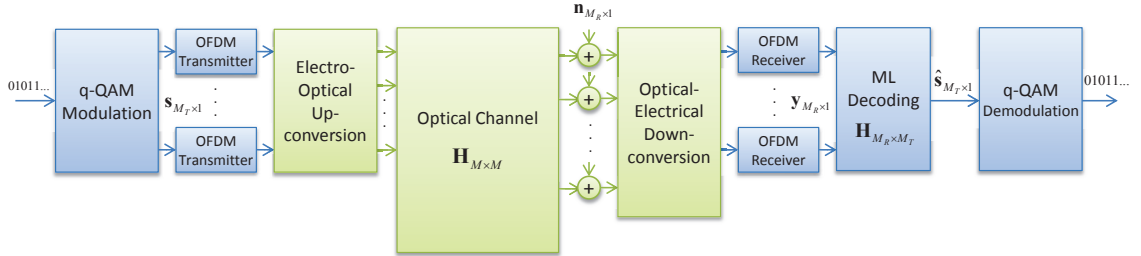 01011...
q-QAM
Modulation
OFDM
Transmitter
𝐬_{M_T×1}
OFDM
Transmitter
Electro-
Optical
Up-
conversion
Optical Channel
𝐇_{M×M}
𝐧_{M_R×1}
+
+
+
Optical-
Electrical
Down-
conversion
OFDM
Receiver
𝐲_{M_R×1}
OFDM
Receiver
ML
Decoding
𝐇_{M_R×M_T}
ŝ_{M_T×1}
q-QAM
Demodulation
01011...